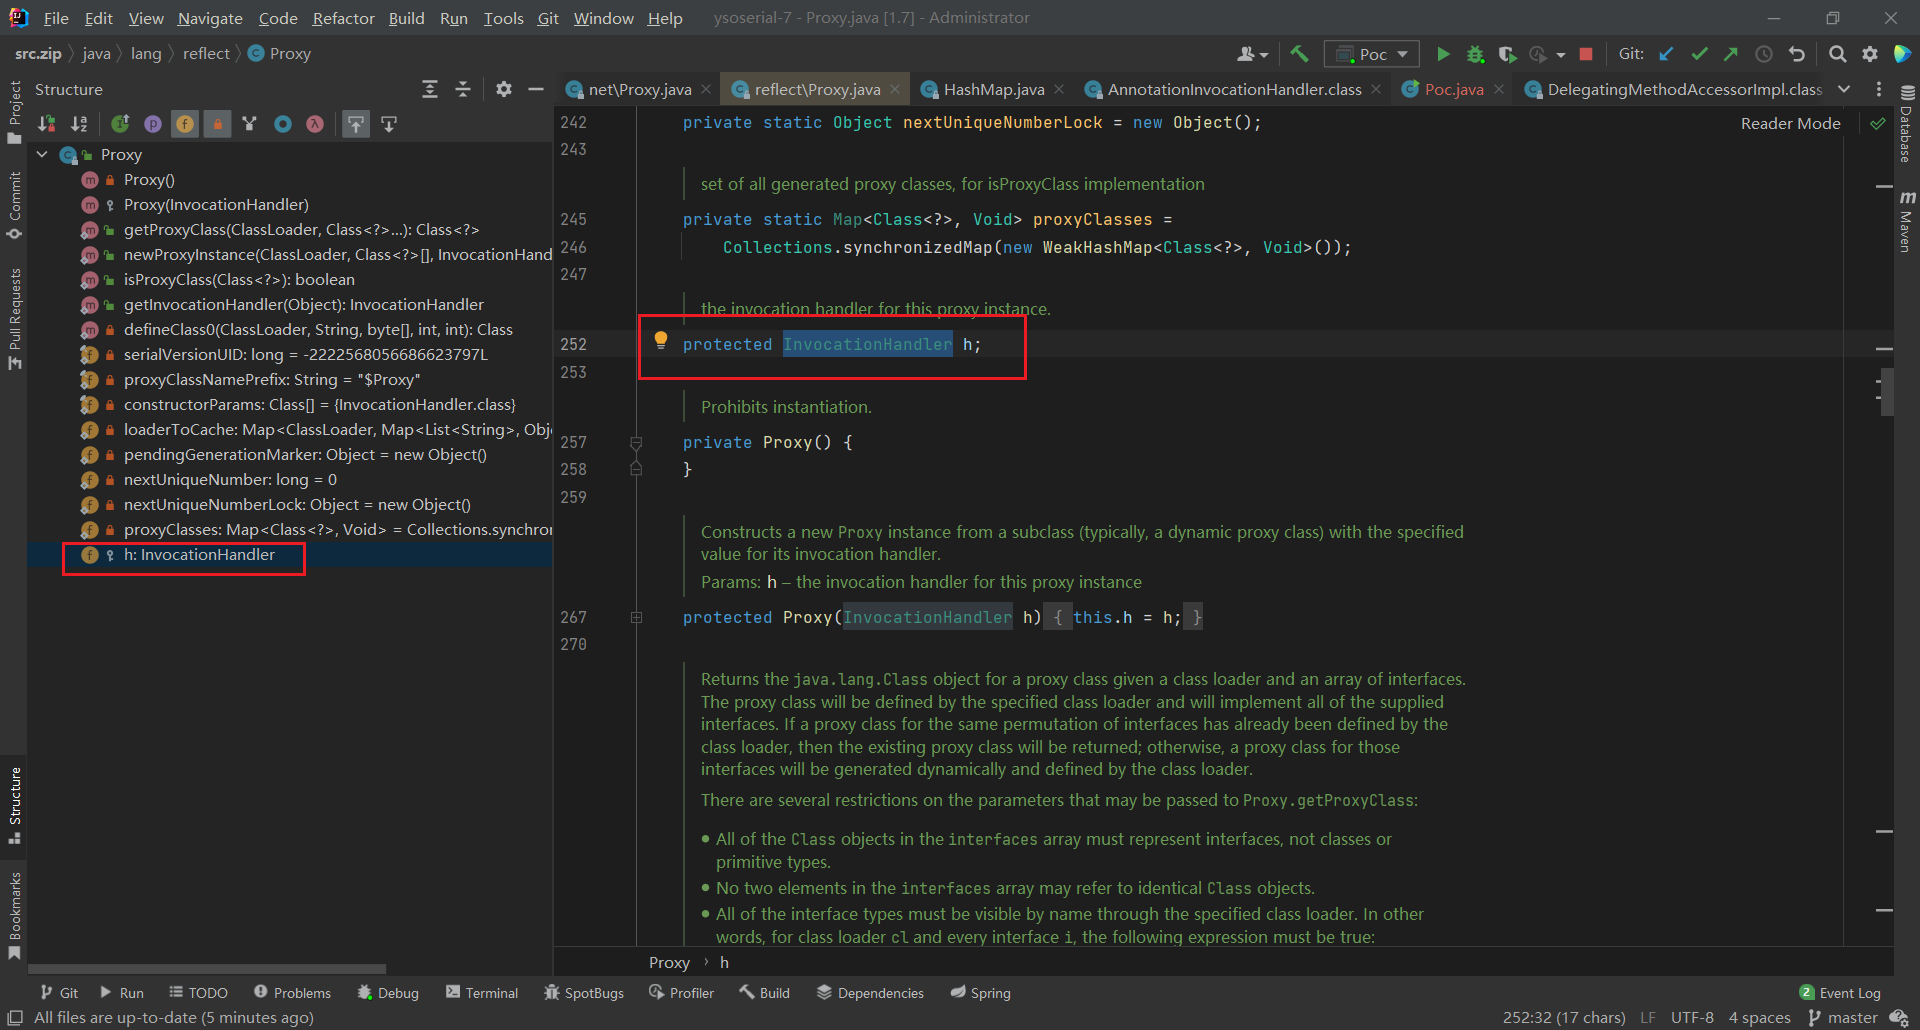 File Edit View Navigate Code Refactor Build Run Tools Git Window Help ysoserial-7 - Proxy.java [1.7] - Administrator
src.zip java lang reflect Proxy Poc Git:
Structure
net\Proxy.java reflect\Proxy.java HashMap.java AnnotationInvocationHandler.class Poc.java DelegatingMethodAccessorImpl.class
Project
Commit
Pull Requests
Structure
Bookmarks
Proxy
Proxy()
Proxy(InvocationHandler)
getProxyClass(ClassLoader, Class<?>...): Class<?>
newProxyInstance(ClassLoader, Class<?>[], InvocationHand
isProxyClass(Class<?>): boolean
getInvocationHandler(Object): InvocationHandler
defineClass0(ClassLoader, String, byte[], int, int): Class
serialVersionUID: long = -2222568056686623797L
proxyClassNamePrefix: String = "$Proxy"
constructorParams: Class[] = {InvocationHandler.class}
loaderToCache: Map<ClassLoader, Map<List<String>, Obj
pendingGenerationMarker: Object = new Object()
nextUniqueNumber: long = 0
nextUniqueNumberLock: Object = new Object()
proxyClasses: Map<Class<?>, Void> = Collections.synchror
h: InvocationHandler
Reader Mode
242 private static Object nextUniqueNumberLock = new Object();
243
set of all generated proxy classes, for isProxyClass implementation
245 private static Map<Class<?>, Void> proxyClasses =
246 Collections.synchronizedMap(new WeakHashMap<Class<?>, Void>());
247
the invocation handler for this proxy instance.
252 protected InvocationHandler h;
253
Prohibits instantiation.
257 private Proxy() {
258 }
259
Constructs a new Proxy instance from a subclass (typically, a dynamic proxy class) with the specified
value for its invocation handler.
Params: h – the invocation handler for this proxy instance
267 protected Proxy(InvocationHandler h) { this.h = h; }
270
Returns the java.lang.Class object for a proxy class given a class loader and an array of interfaces.
The proxy class will be defined by the specified class loader and will implement all of the supplied
interfaces. If a proxy class for the same permutation of interfaces has already been defined by the
class loader, then the existing proxy class will be returned; otherwise, a proxy class for those
interfaces will be generated dynamically and defined by the class loader.
There are several restrictions on the parameters that may be passed to Proxy.getProxyClass:
• All of the Class objects in the interfaces array must represent interfaces, not classes or
primitive types.
• No two elements in the interfaces array may refer to identical Class objects.
• All of the interface types must be visible by name through the specified class loader. In other
words, for class loader cl and every interface i, the following expression must be true:
Database
Maven
Proxy › h
Git Run TODO Problems Debug Terminal SpotBugs Profiler Build Dependencies Spring 2 Event Log
All files are up-to-date (5 minutes ago) 252:32 (17 chars) LF UTF-8 4 spaces master